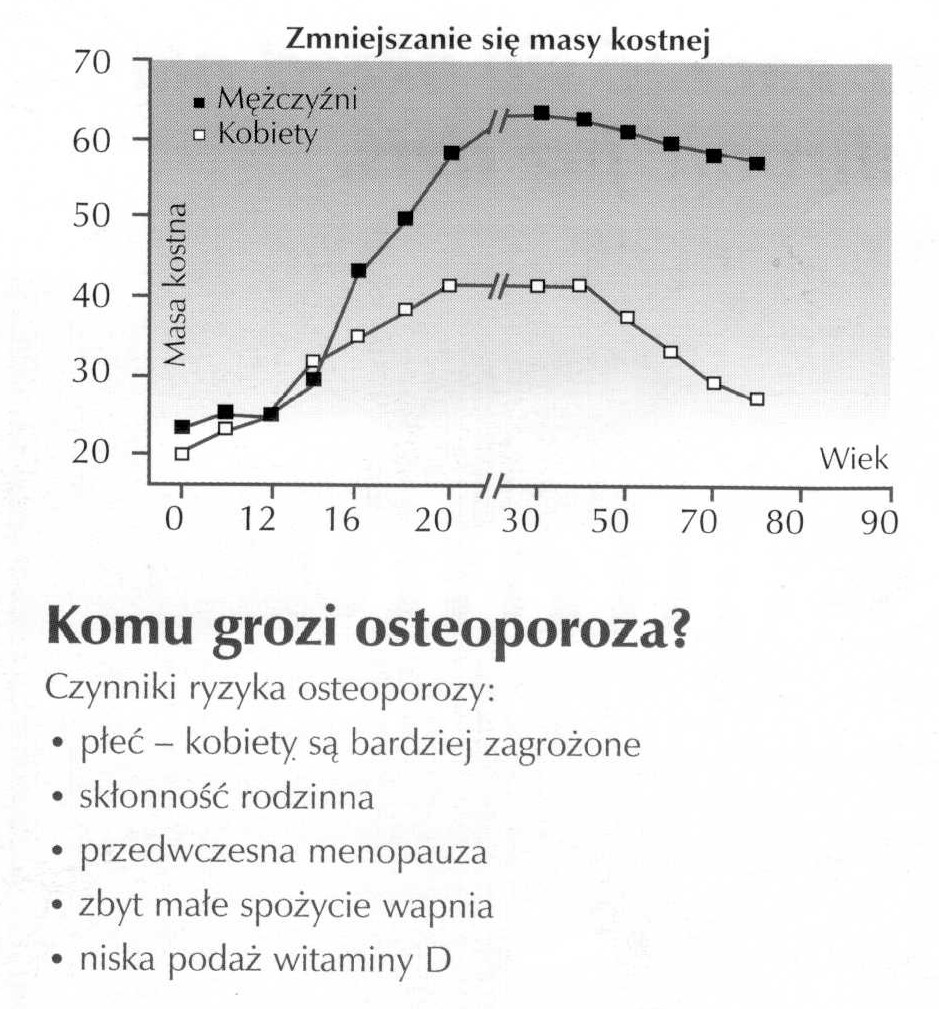 Zmniejszanie się masy kostnej
70
60
50
40
30
20
Mężczyźni
Kobiety
Masa kostna
Wiek
0 12 16 20 30 50 70 80 90
Komu grozi osteoporoza?
Czynniki ryzyka osteoporozy:
• płeć – kobiety są bardziej zagrożone
• skłonność rodzinna
• przedwczesna menopauza
• zbyt małe spożycie wapnia
• niska podaż witaminy D